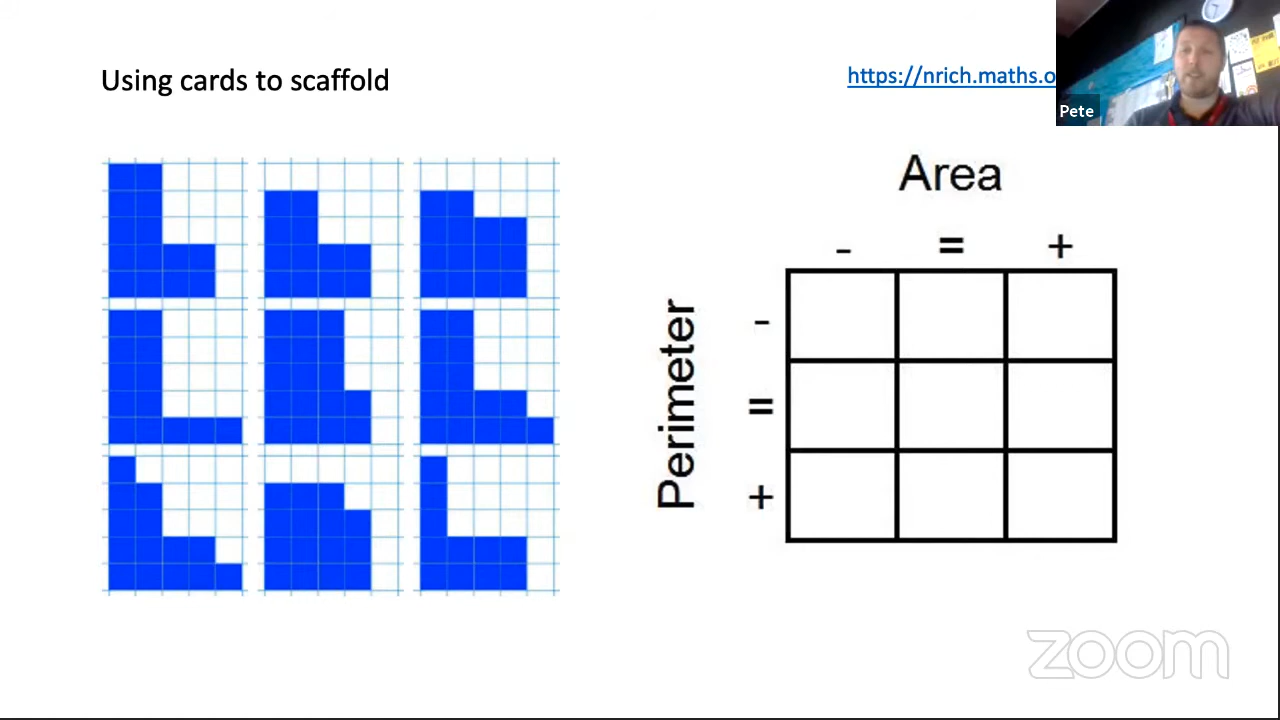 Using cards to scaffold
https://nrich.maths.o
Pete
Area
- = +
Perimeter
-
=
+
zoom